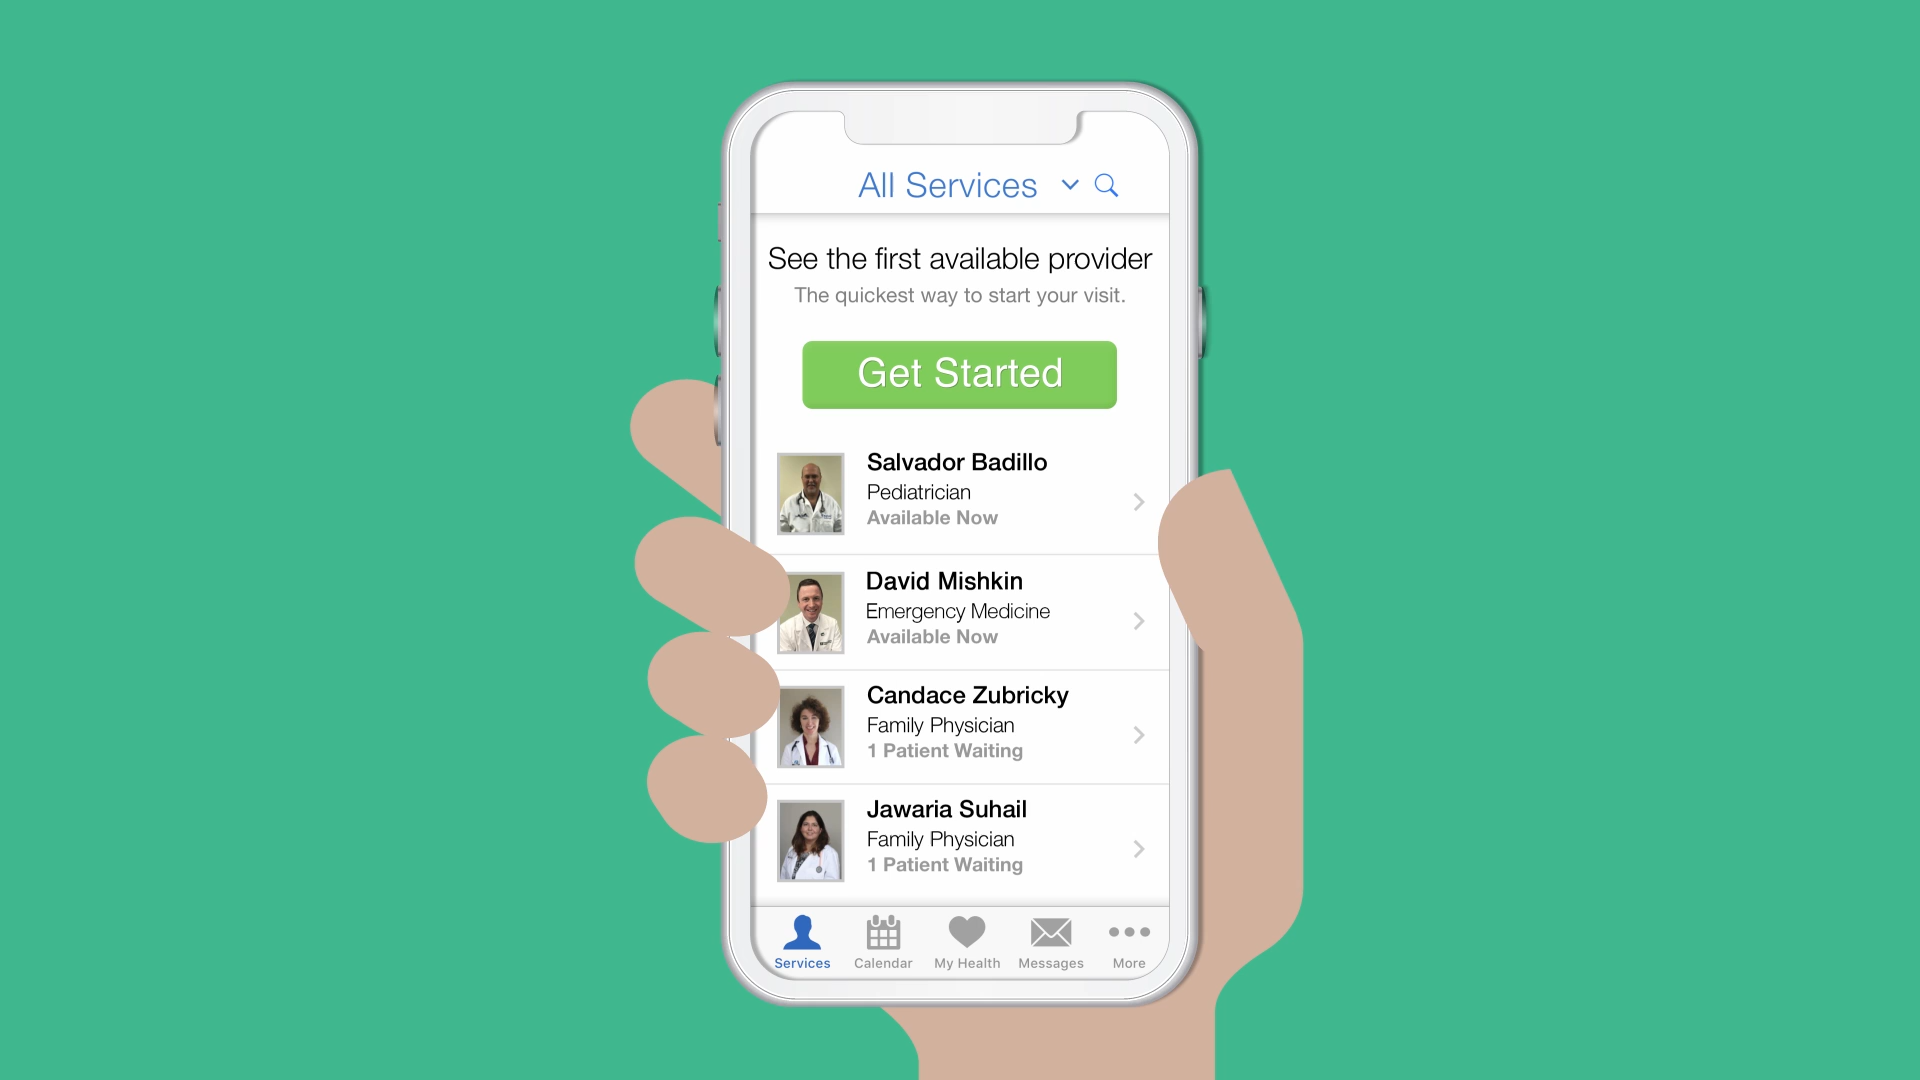 All Services
See the first available provider
The quickest way to start your visit.
Get Started
Salvador Badillo
Pediatrician
Available Now
David Mishkin
Emergency Medicine
Available Now
Candace Zubricky
Family Physician
1 Patient Waiting
Jawaria Suhail
Family Physician
1 Patient Waiting
Services Calendar My Health Messages More